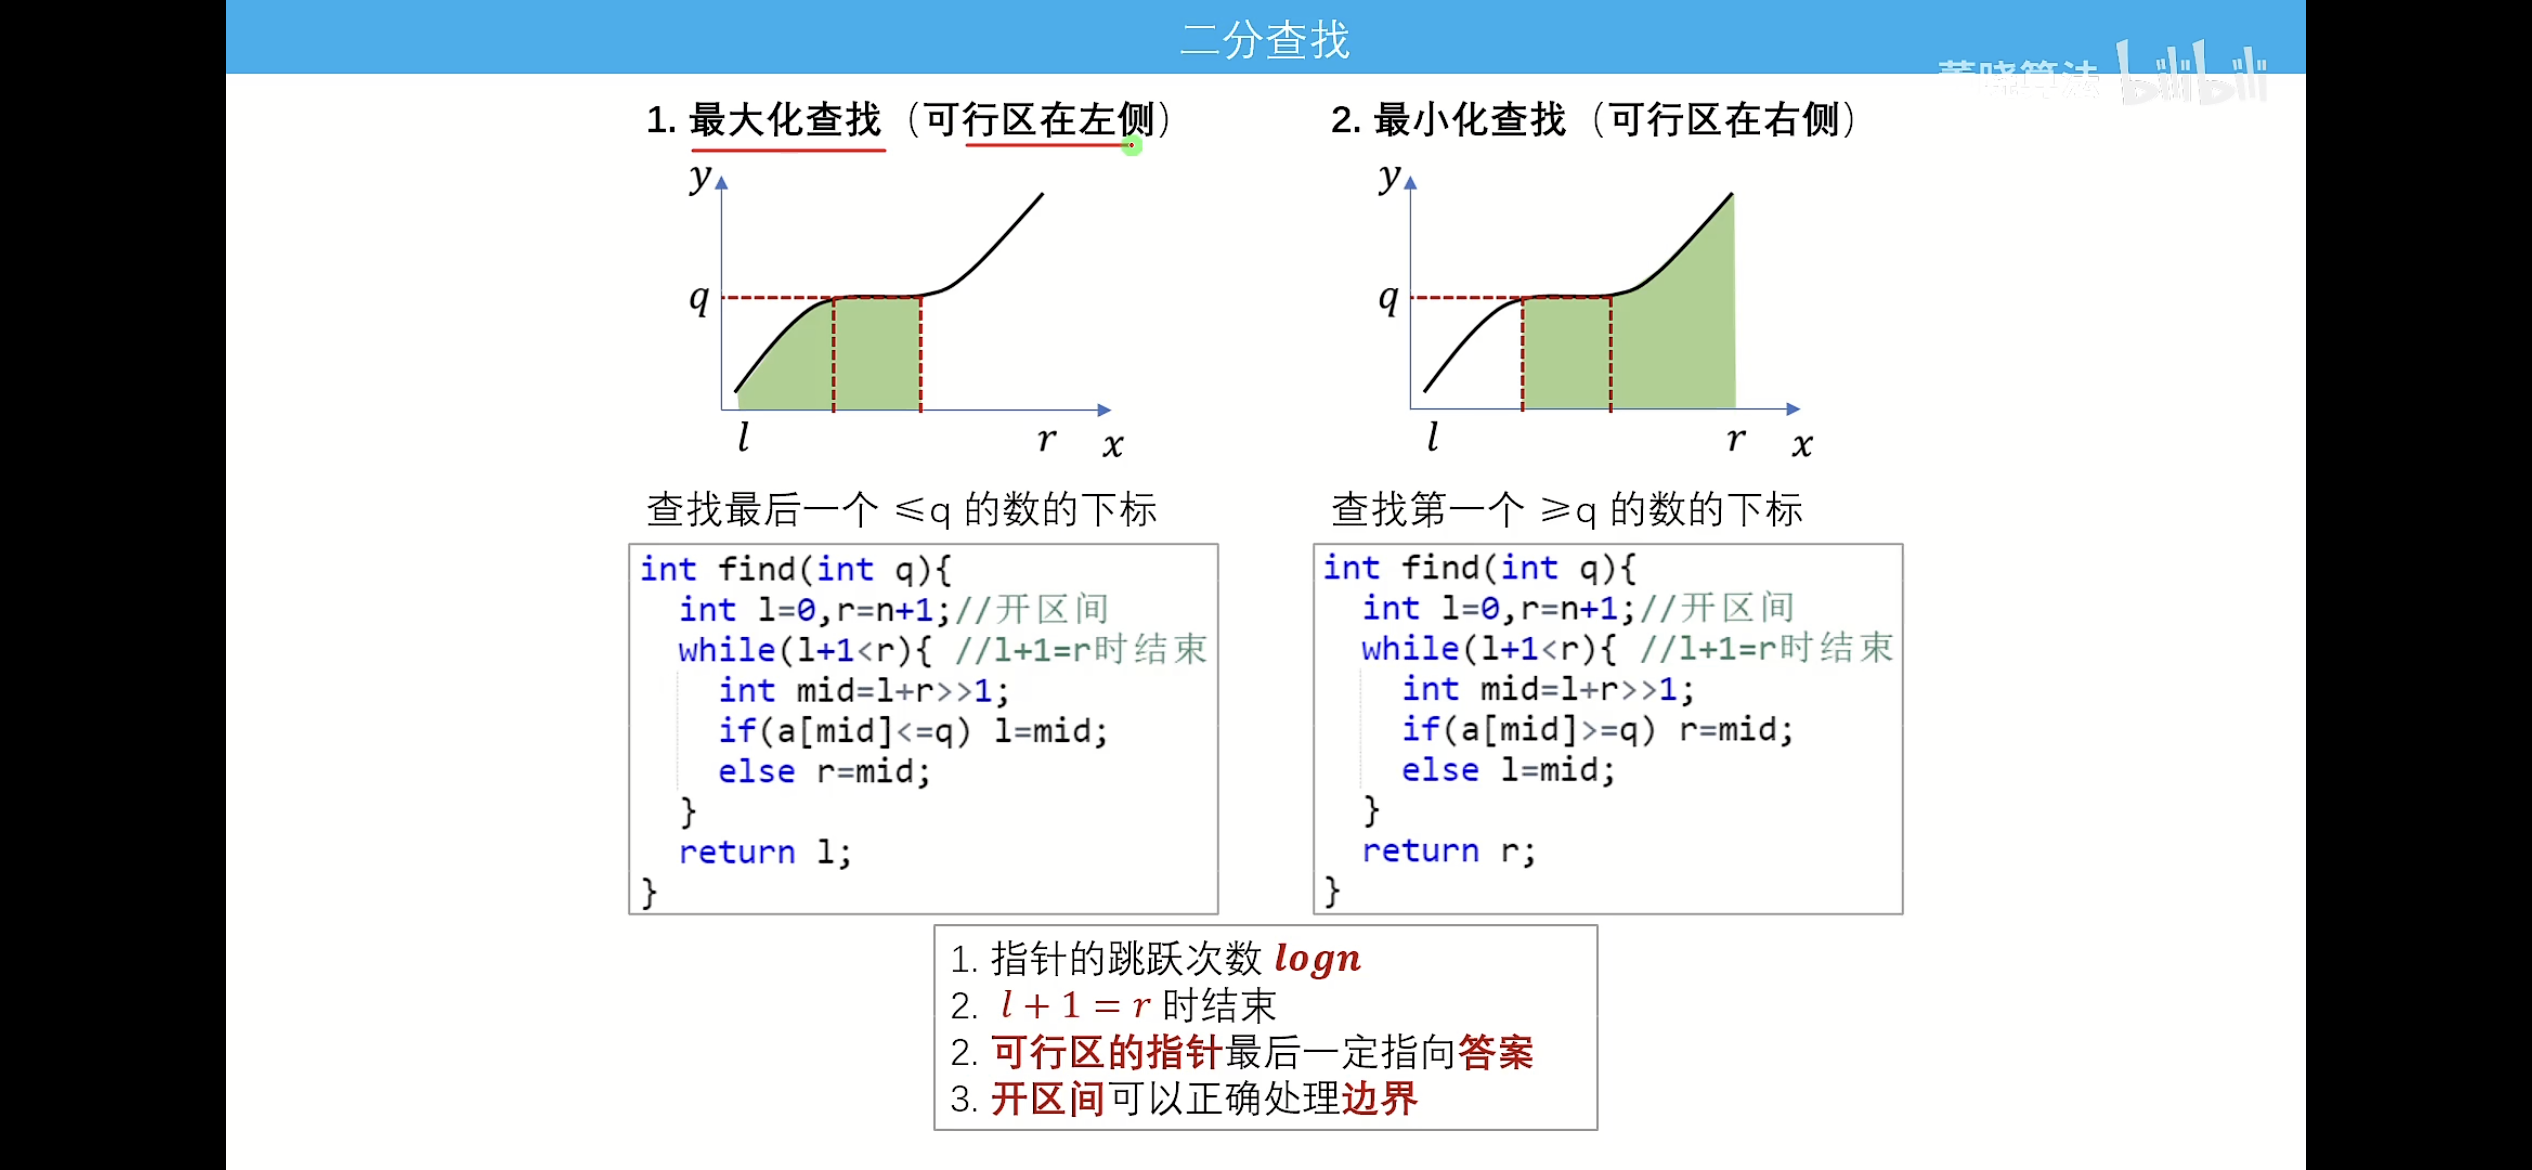 二分查找
董晓算法 bilibili
1. 最大化查找（可行区在左侧）
y
q
l r x
查找最后一个 ≤q 的数的下标
int find(int q){
int l=0,r=n+1;//开区间
while(l+1<r){ //l+1=r时结束
int mid=l+r>>1;
if(a[mid]<=q) l=mid;
else r=mid;
}
return l;
}
2. 最小化查找（可行区在右侧）
y
q
l r x
查找第一个 ≥q 的数的下标
int find(int q){
int l=0,r=n+1;//开区间
while(l+1<r){ //l+1=r时结束
int mid=l+r>>1;
if(a[mid]>=q) r=mid;
else l=mid;
}
return r;
}
1. 指针的跳跃次数 logn
2. l + 1 = r 时结束
2. 可行区的指针最后一定指向答案
3. 开区间可以正确处理边界